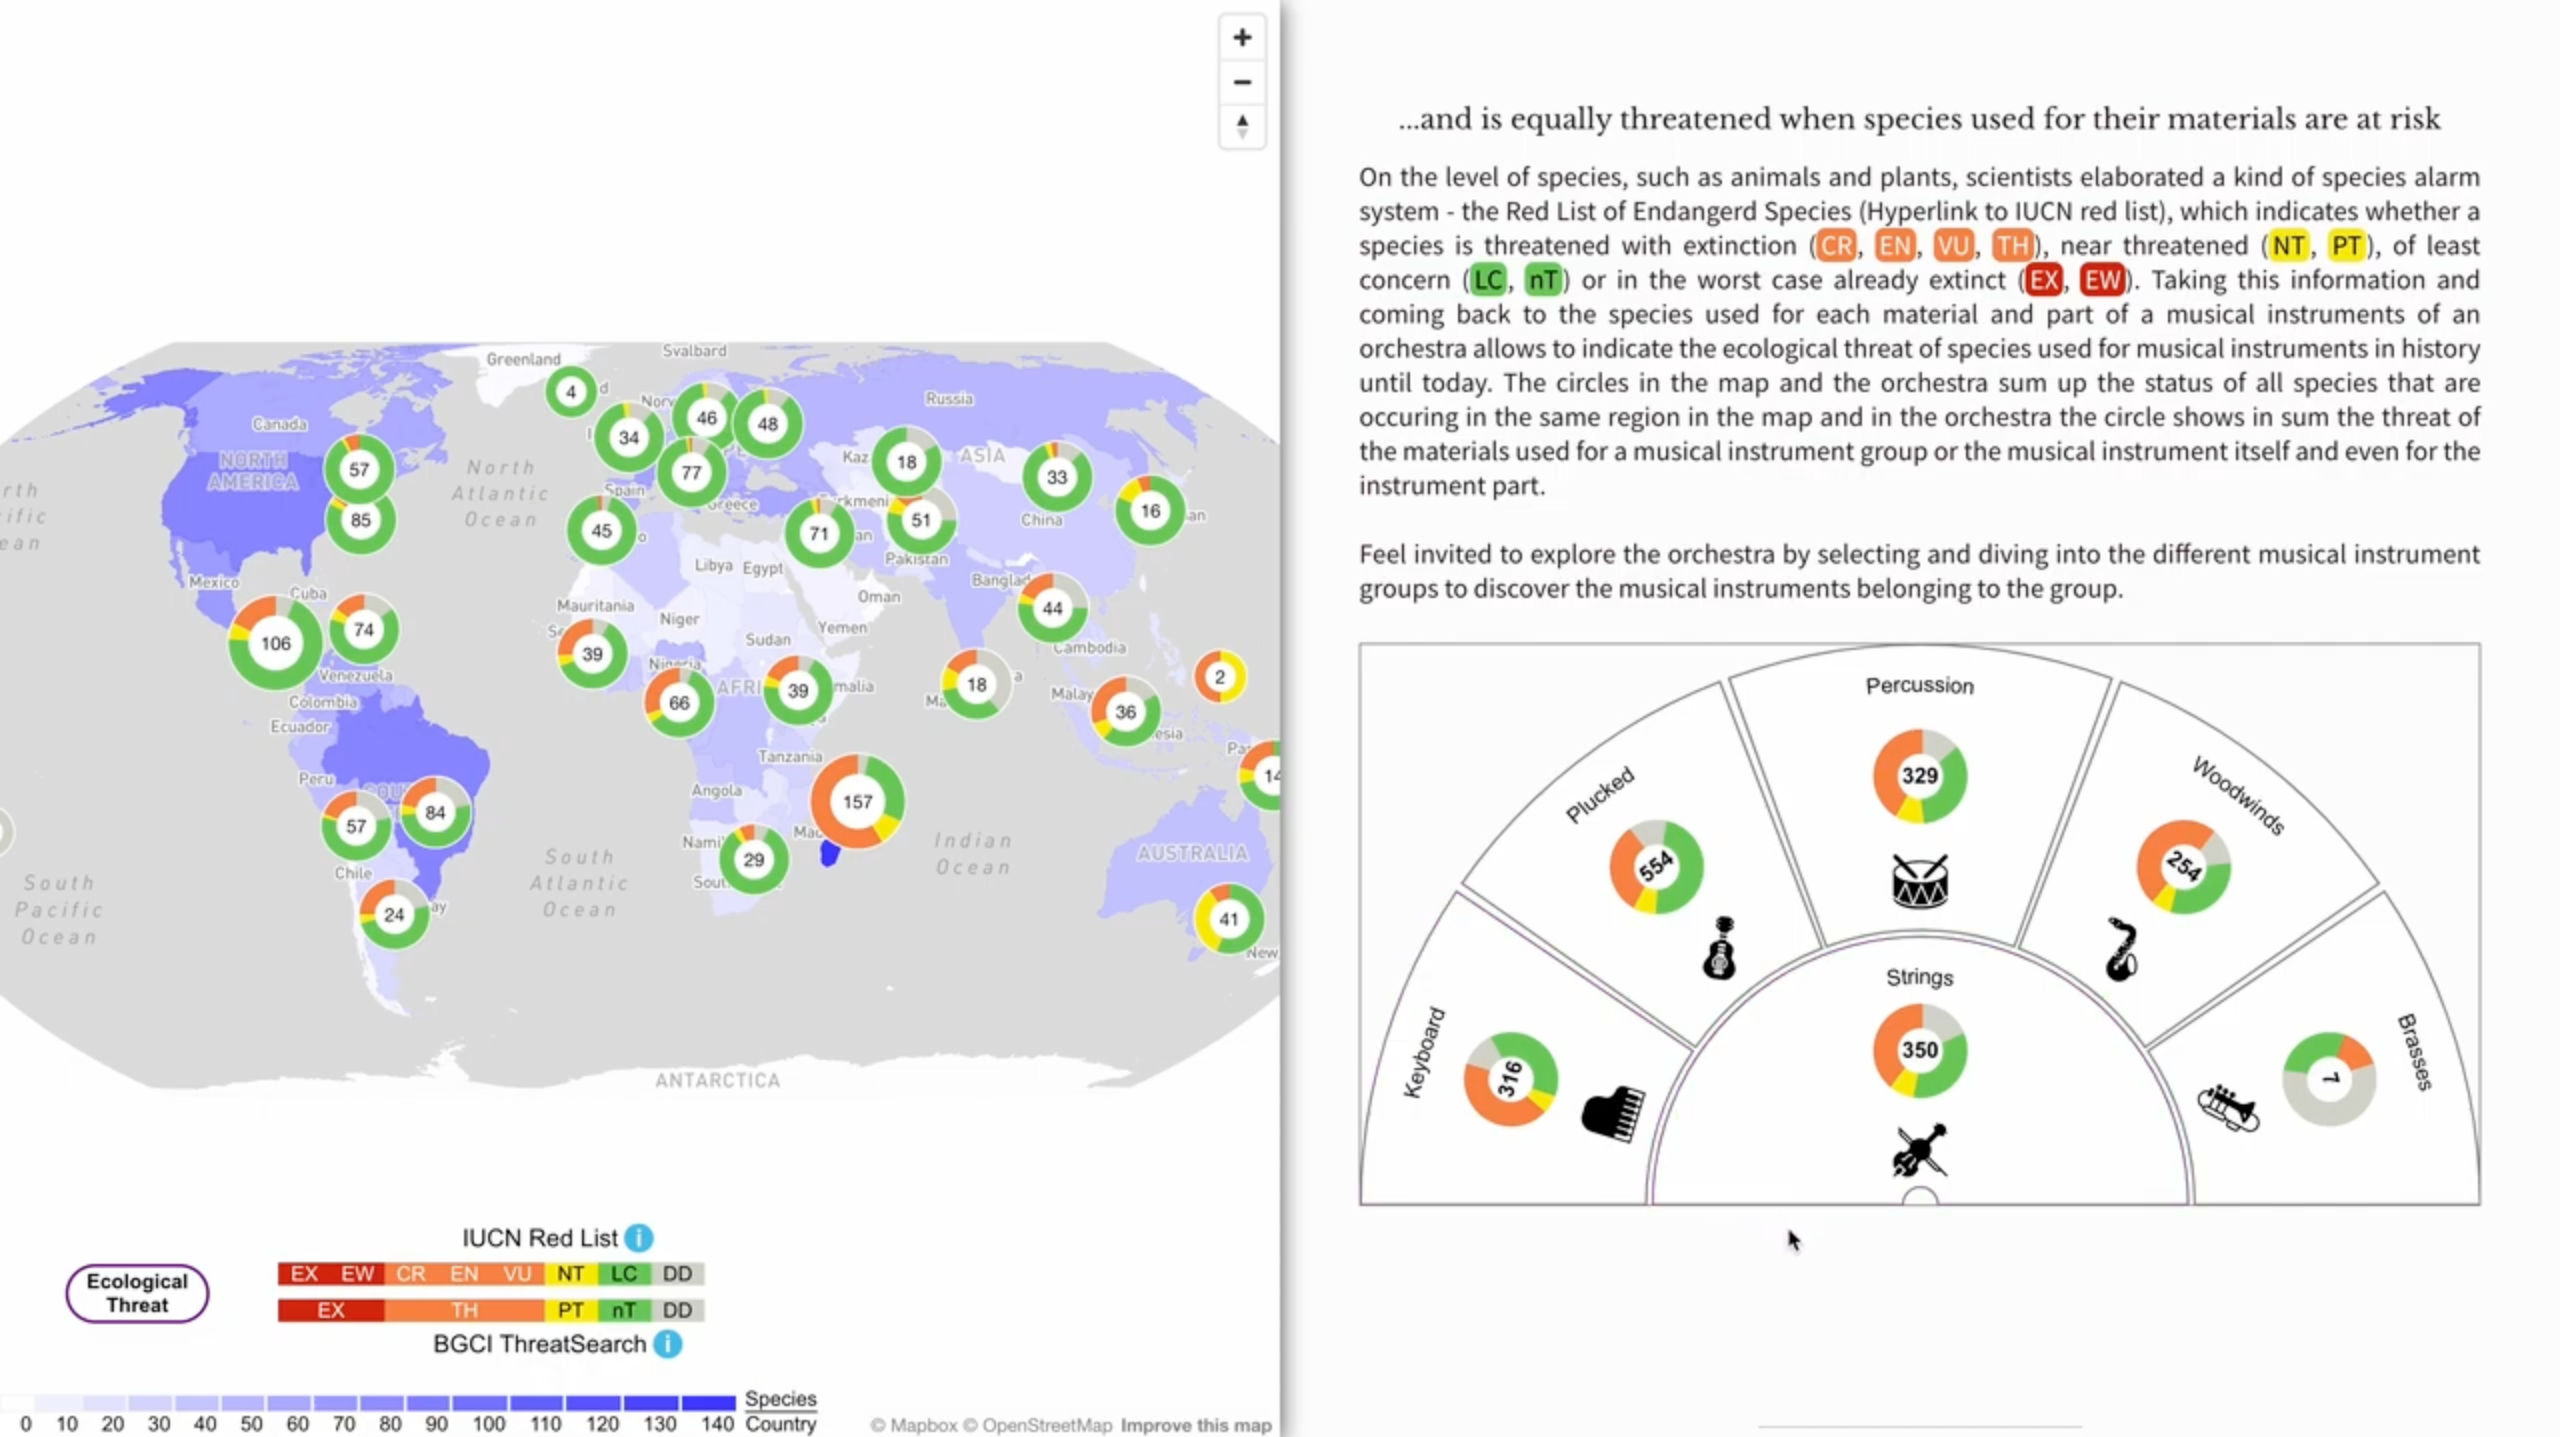 +
−
Greenland
Svalbard
4
Canada
46
48
Russia
34
NORTH
AMERICA
57
North
Atlantic
Ocean
77
18
ASIA
33
Spain
Greece
85
45
71
51
16
China
Mexico
Libya
Egypt
Pakistan
Cuba
Mauritania
Niger
Oman
44
106
74
39
Sudan
Yemen
Cambodia
Venezuela
66
39
18
2
Colombia
Ecuador
36
Tanzania
Peru
Angola
157
57
84
29
Indian
Ocean
AUSTRALIA
South
Pacific
Ocean
Chile
South
Atlantic
Ocean
24
41
New
ANTARCTICA
IUCN Red List i
Ecological
Threat
EX EW CR EN VU NT LC DD
EX TH PT nT DD
BGCI ThreatSearch i
Species
0 10 20 30 40 50 60 70 80 90 100 110 120 130 140 Country
© Mapbox © OpenStreetMap Improve this map
...and is equally threatened when species used for their materials are at risk
On the level of species, such as animals and plants, scientists elaborated a kind of species alarm
system - the Red List of Endangerd Species (Hyperlink to IUCN red list), which indicates whether a
species is threatened with extinction (CR, EN, VU, TH), near threatened (NT, PT), of least
concern (LC, nT) or in the worst case already extinct (EX, EW). Taking this information and
coming back to the species used for each material and part of a musical instruments of an
orchestra allows to indicate the ecological threat of species used for musical instruments in history
until today. The circles in the map and the orchestra sum up the status of all species that are
occuring in the same region in the map and in the orchestra the circle shows in sum the threat of
the materials used for a musical instrument group or the musical instrument itself and even for the
instrument part.
Feel invited to explore the orchestra by selecting and diving into the different musical instrument
groups to discover the musical instruments belonging to the group.
Percussion
329
Plucked
554
Woodwinds
254
Strings
350
Keyboard
316
Brasses
7